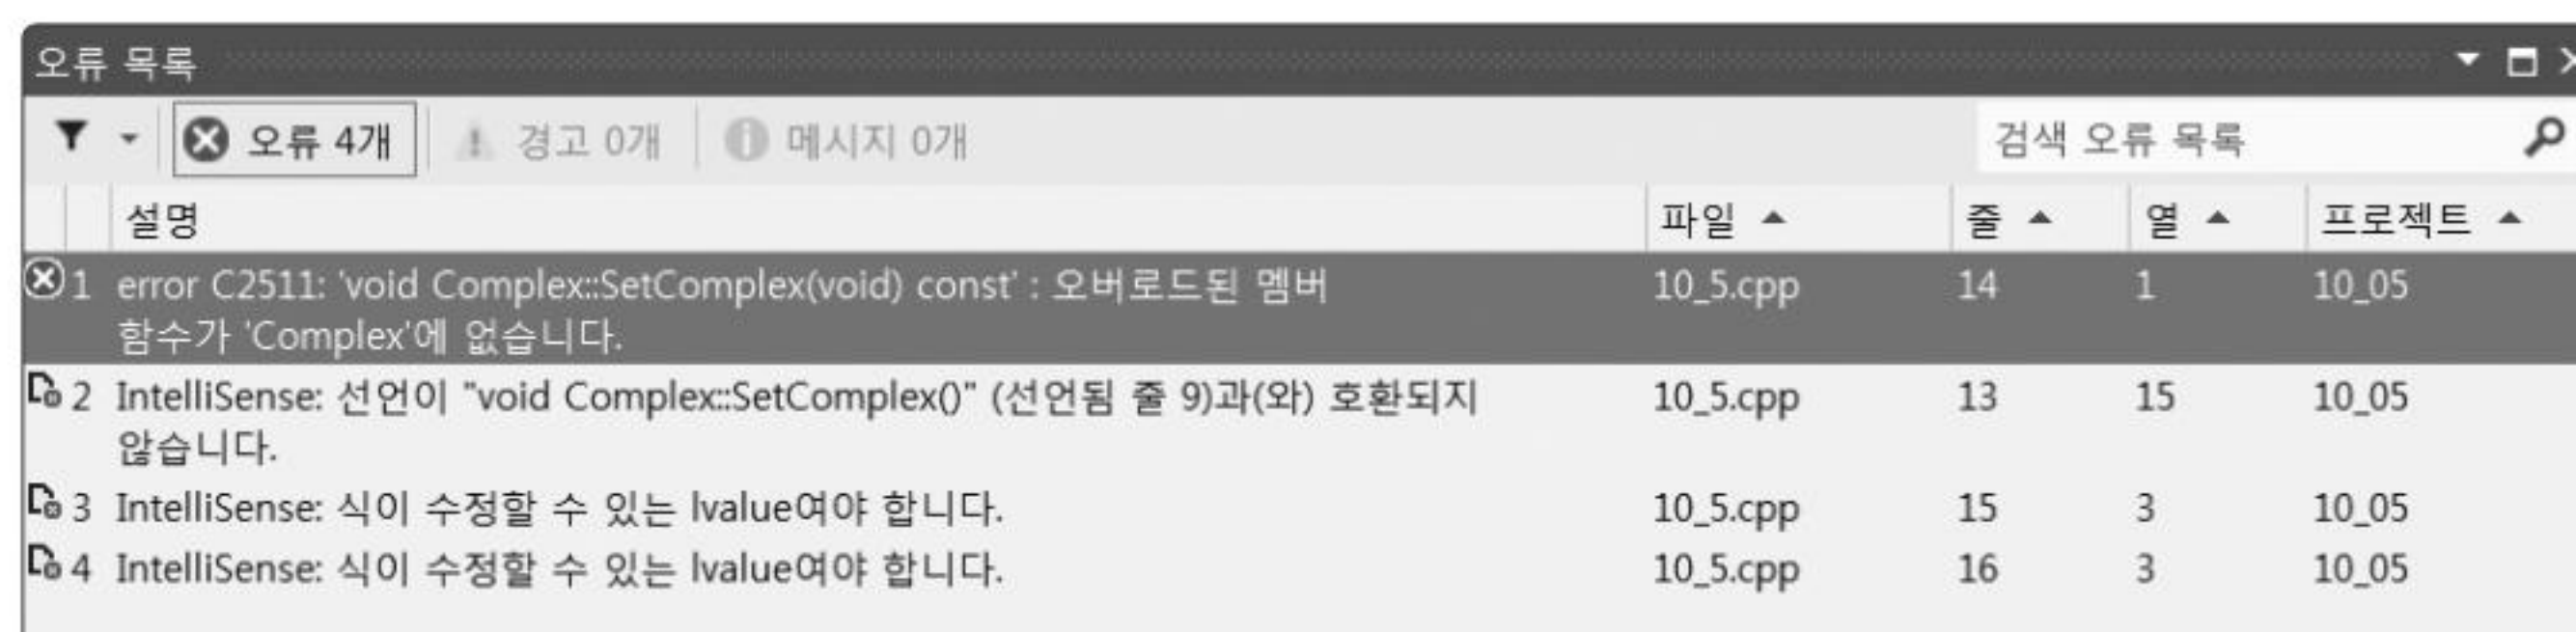 오류 목록
오류 4개 경고 0개 메시지 0개 검색 오류 목록
설명 파일 줄 열 프로젝트
1 error C2511: 'void Complex::SetComplex(void) const' : 오버로드된 멤버 10_5.cpp 14 1 10_05
함수가 'Complex'에 없습니다.
2 IntelliSense: 선언이 "void Complex::SetComplex()" (선언됨 줄 9)과(와) 호환되지 10_5.cpp 13 15 10_05
않습니다.
3 IntelliSense: 식이 수정할 수 있는 lvalue여야 합니다. 10_5.cpp 15 3 10_05
4 IntelliSense: 식이 수정할 수 있는 lvalue여야 합니다. 10_5.cpp 16 3 10_05